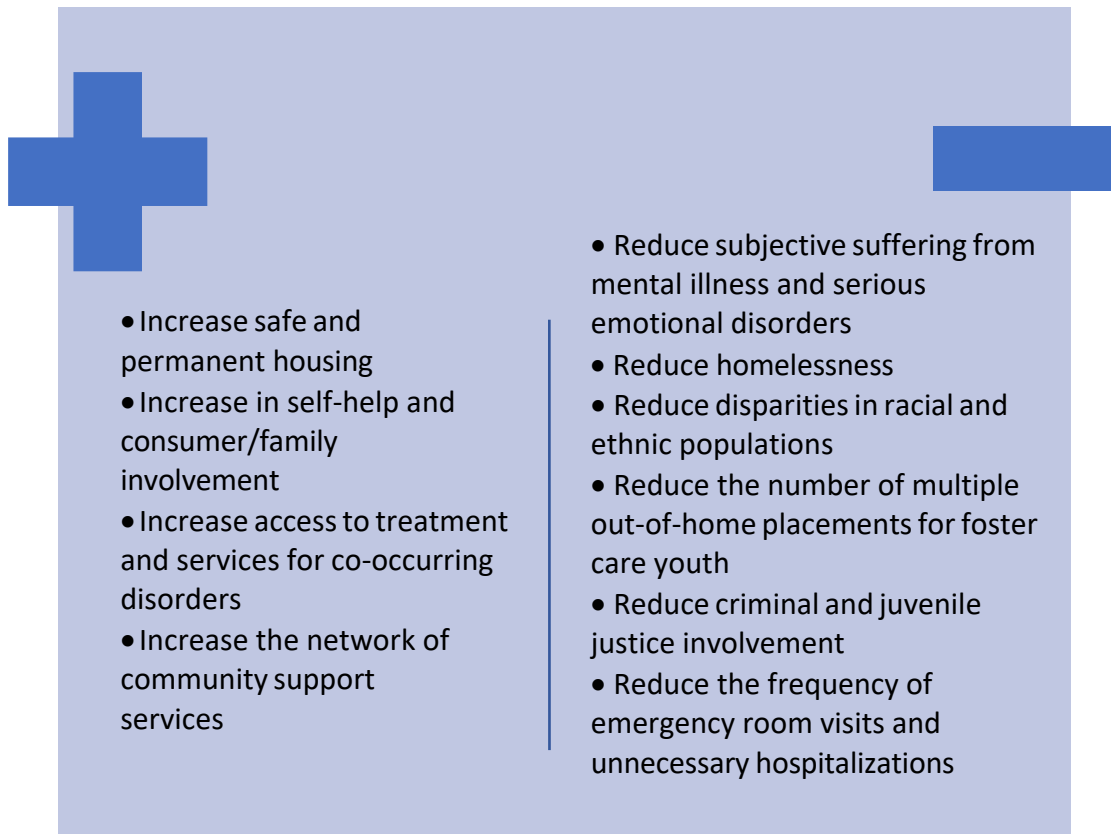 • Increase safe and
permanent housing
• Increase in self-help and
consumer/family
involvement
• Increase access to treatment
and services for co-occurring
disorders
• Increase the network of
community support
services
• Reduce subjective suffering from
mental illness and serious
emotional disorders
• Reduce homelessness
• Reduce disparities in racial and
ethnic populations
• Reduce the number of multiple
out-of-home placements for foster
care youth
• Reduce criminal and juvenile
justice involvement
• Reduce the frequency of
emergency room visits and
unnecessary hospitalizations